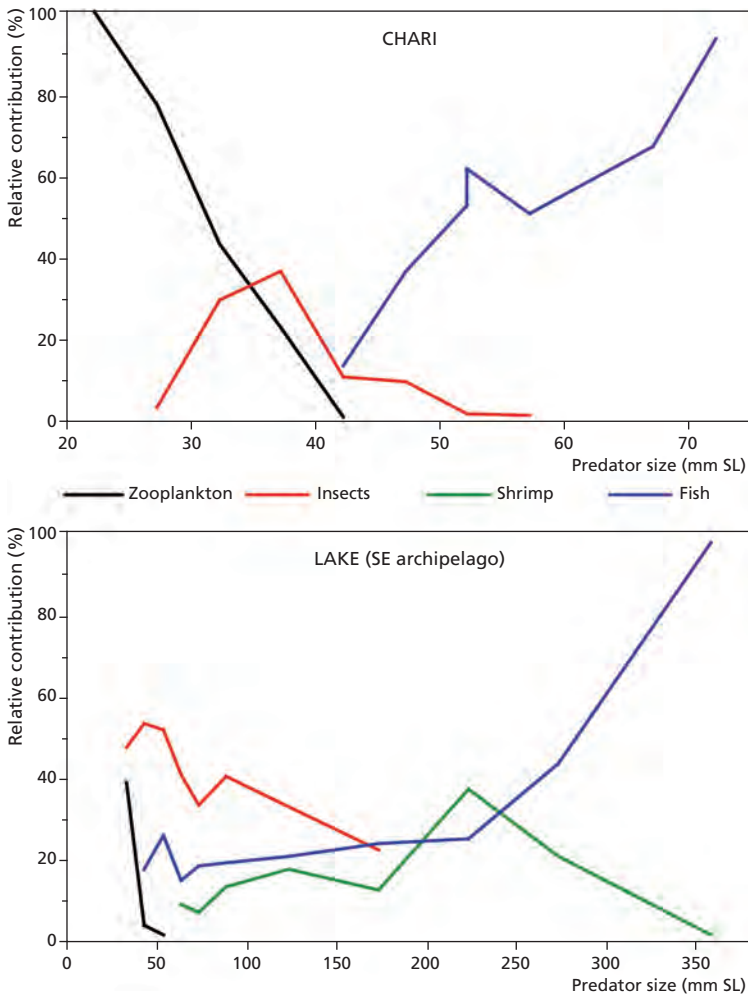 Relative contribution (%)
100
80
60
40
20
0
CHARI
20 30 40 50 60 70
Predator size (mm SL)
Zooplankton Insects Shrimp Fish
Relative contribution (%)
100
80
60
40
20
0
LAKE (SE archipelago)
0 50 100 150 200 250 300 350
Predator size (mm SL)